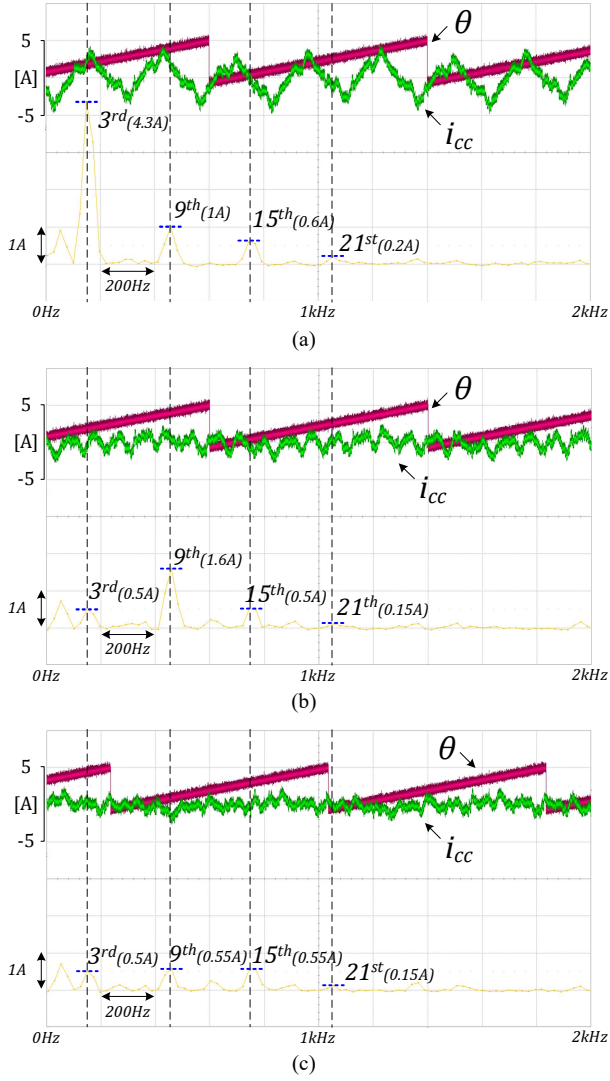 5
[A]
-5
θ
i_cc
3rd(4.3A)
9th(1A)
15th(0.6A)
21st(0.2A)
1A
200Hz
0Hz 1kHz 2kHz
(a)
5
[A]
-5
θ
i_cc
9th(1.6A)
3rd(0.5A)
15th(0.5A)
21th(0.15A)
1A
200Hz
0Hz 1kHz 2kHz
(b)
5
[A]
-5
θ
i_cc
3rd(0.5A)
9th(0.55A)
15th(0.55A)
21st(0.15A)
1A
200Hz
0Hz 1kHz 2kHz
(c)